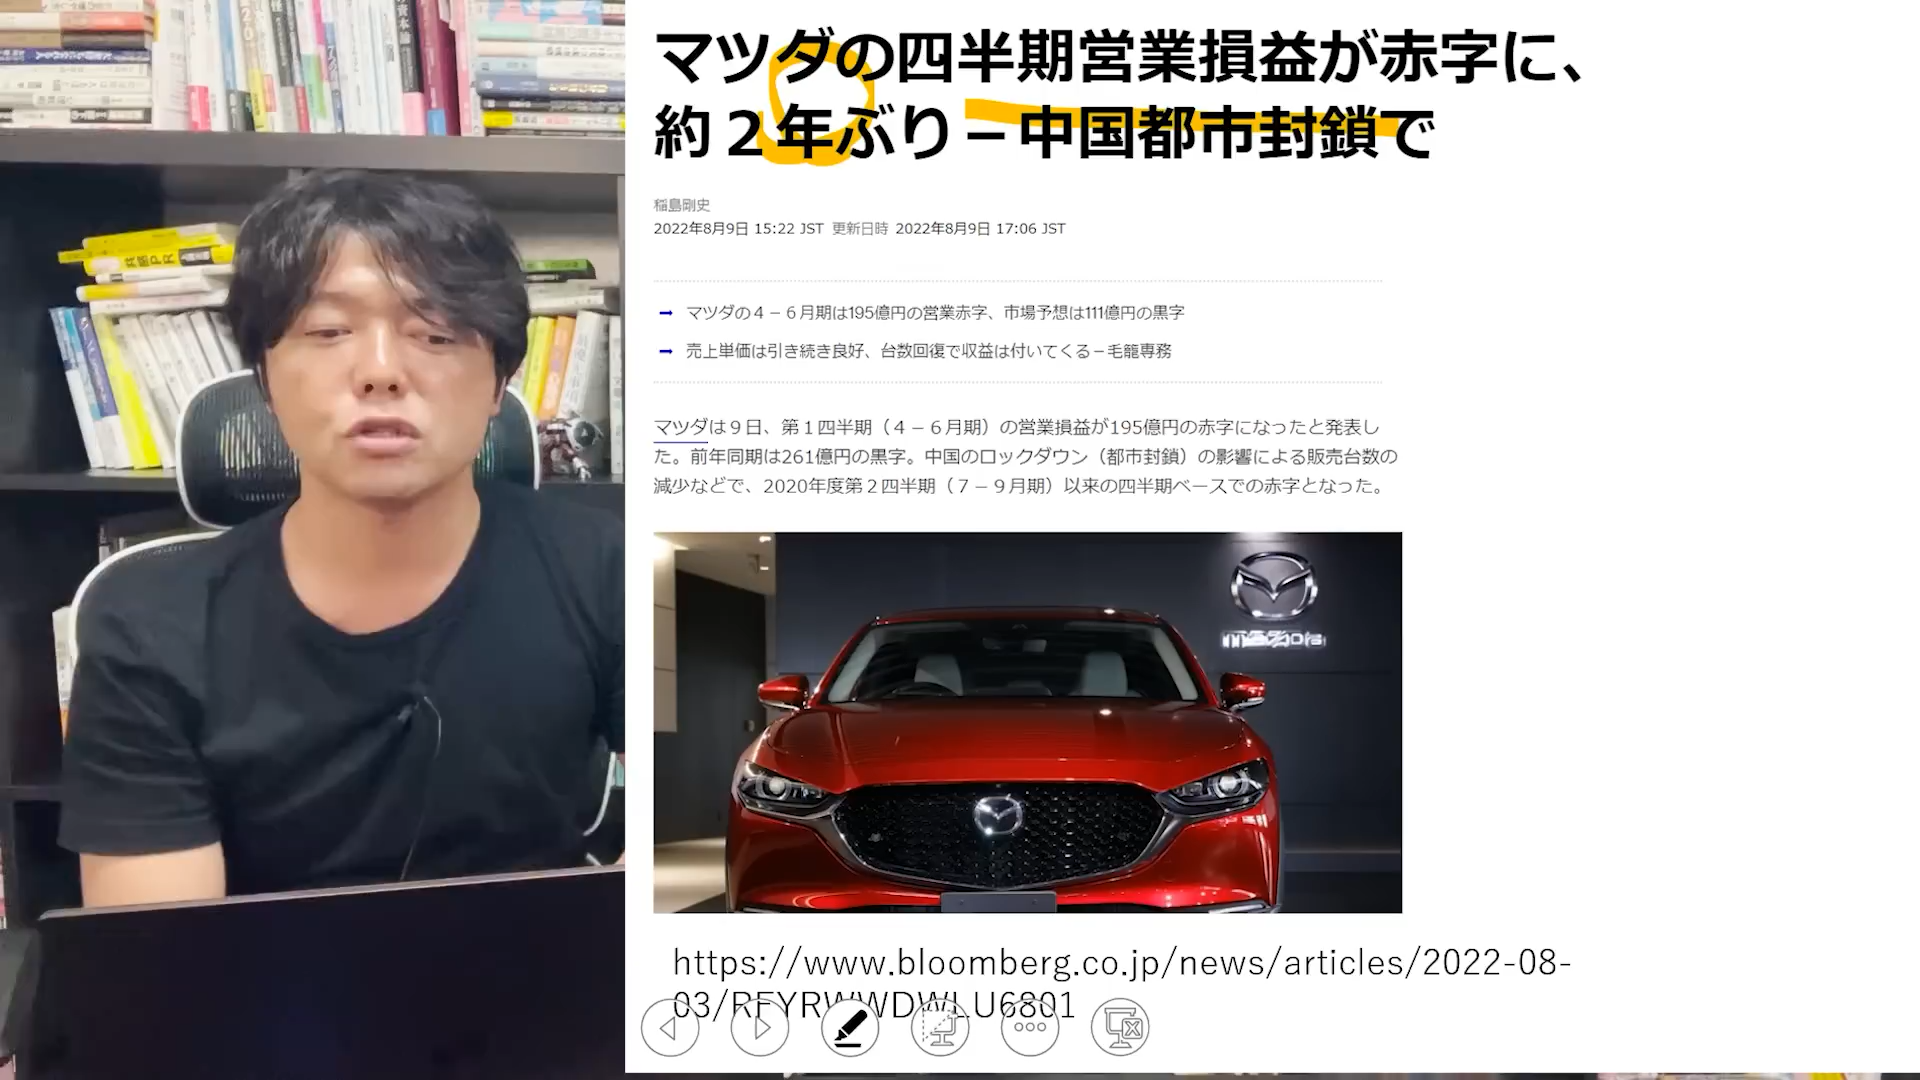 マツダの四半期営業損益が赤字に、
約２年ぶり－中国都市封鎖で
稲島剛史
2022年8月9日 15:22 JST 更新日時 2022年8月9日 17:06 JST
マツダの４－６月期は195億円の営業赤字、市場予想は111億円の黒字
売上単価は引き続き良好、台数回復で収益は付いてくる－毛籠専務
マツダは９日、第１四半期（４－６月期）の営業損益が195億円の赤字になったと発表し
た。前年同期は261億円の黒字。中国のロックダウン（都市封鎖）の影響による販売台数の
減少などで、2020年度第２四半期（７－９月期）以来の四半期ベースでの赤字となった。
https://www.bloomberg.co.jp/news/articles/2022-08-
03/RFYRWWDWLU6801